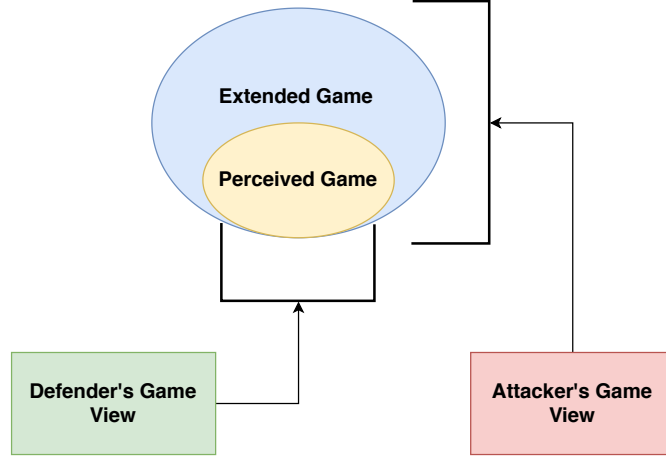 Extended Game
Perceived Game
Defender's Game
View
Attacker's Game
View